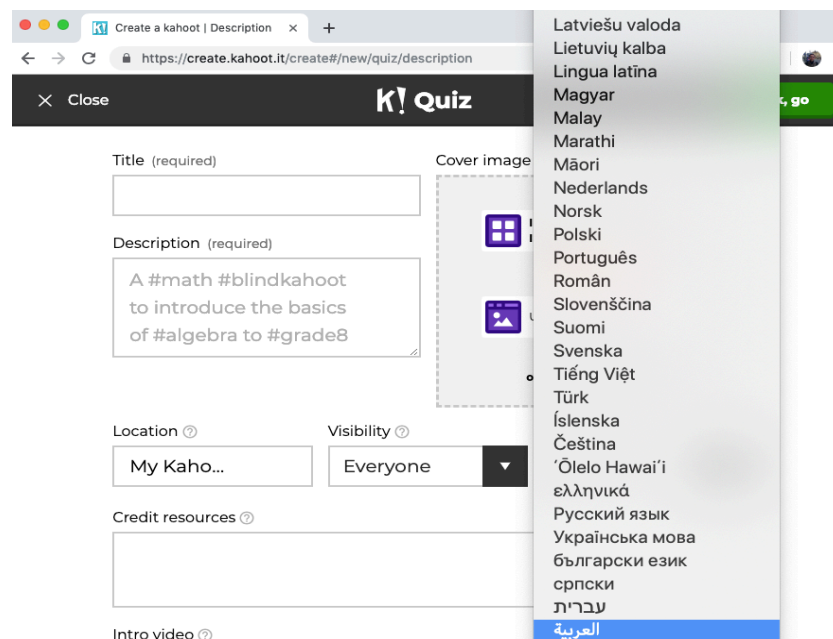 Create a kahoot | Description
https://create.kahoot.it/create#/new/quiz/description
Close
K! Quiz
go
Title (required)
Description (required)
A #math #blindkahoot
to introduce the basics
of #algebra to #grade8
Cover image
Location
My Kaho...
Visibility
Everyone
Credit resources
Intro video
Latviešu valoda
Lietuvių kalba
Lingua latīna
Magyar
Malay
Marathi
Māori
Nederlands
Norsk
Polski
Português
Român
Slovenščina
Suomi
Svenska
Tiếng Việt
Türk
Íslenska
Čeština
´Ōlelo Hawai´i
ελληνικά
Русский язык
Українська мова
български език
српски
עברית
العربية